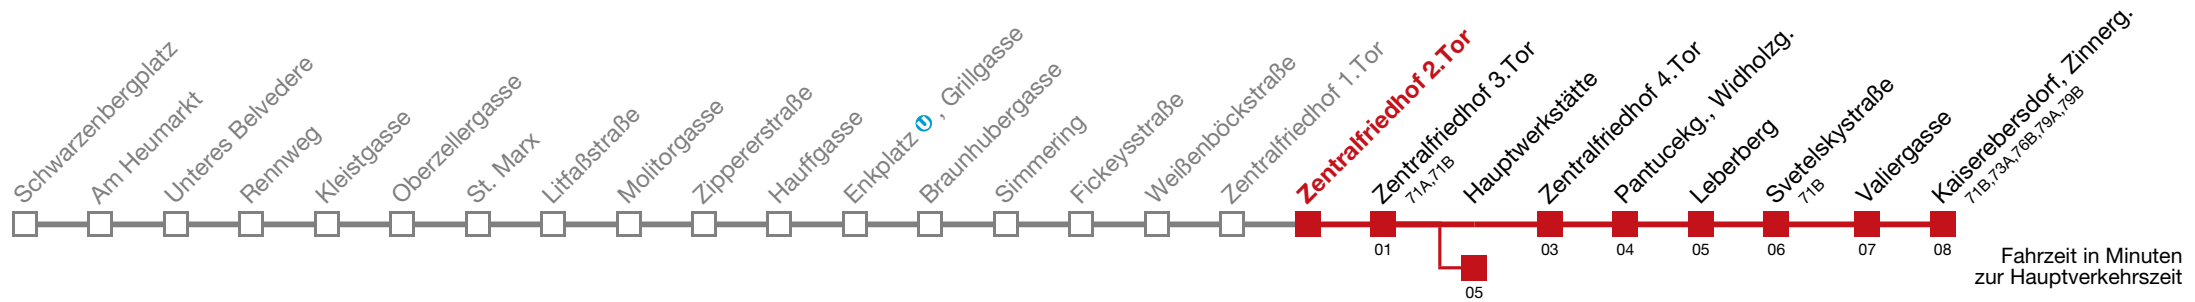 Schwarzenbergplatz
Am Heumarkt
Unteres Belvedere
Rennweg
Kleistgasse
Oberzellergasse
St. Marx
Litfaßstraße
Molitorgasse
Zippererstraße
Hauffgasse
Enkplatz U, Grillgasse
Braunhubergasse
Simmering
Fickeysstraße
Weißenböckstraße
Zentralfriedhof 1.Tor
Zentralfriedhof 2.Tor
Zentralfriedhof 3.Tor
71A,71B
Hauptwerkstätte
Zentralfriedhof 4.Tor
Pantucekg., Widholzg.
Leberberg
Svetelskystraße
71B
Valiergasse
Kaiserebersdorf, Zinnerg.
71B,73A,76B,79A,79B
01
03
04
05
06
07
08
05
Fahrzeit in Minuten
zur Hauptverkehrszeit